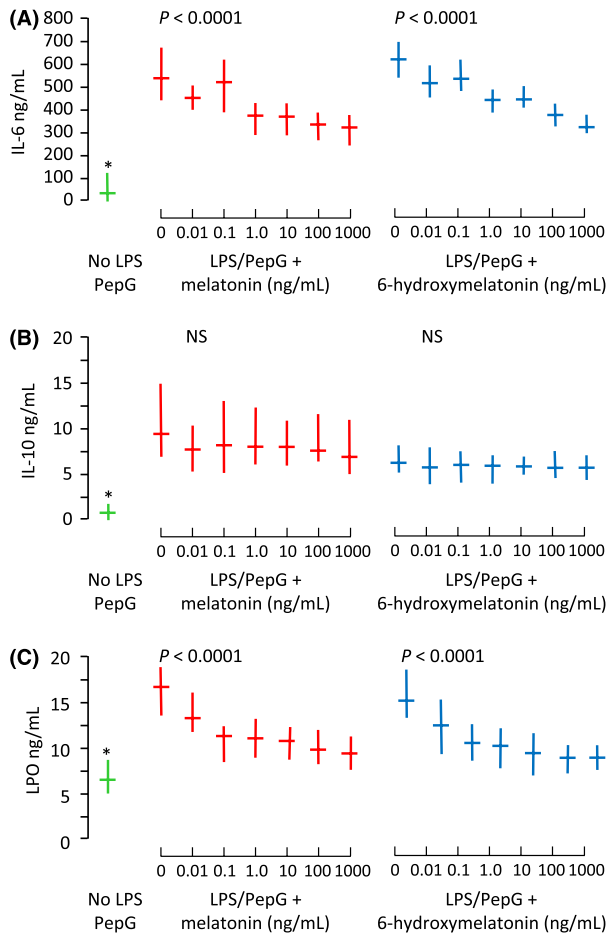 (A)
P < 0.0001
P < 0.0001
IL-6 ng/mL
800
700
600
500
400
300
200
100
0
*
0 0.01 0.1 1.0 10 100 1000
0 0.01 0.1 1.0 10 100 1000
No LPS
PepG
LPS/PepG +
melatonin (ng/mL)
LPS/PepG +
6-hydroxymelatonin (ng/mL)
(B)
NS
NS
IL-10 ng/mL
20
15
10
5
0
*
0 0.01 0.1 1.0 10 100 1000
0 0.01 0.1 1.0 10 100 1000
No LPS
PepG
LPS/PepG +
melatonin (ng/mL)
LPS/PepG +
6-hydroxymelatonin (ng/mL)
(C)
P < 0.0001
P < 0.0001
LPO ng/mL
20
15
10
5
0
*
0 0.01 0.1 1.0 10 100 1000
0 0.01 0.1 1.0 10 100 1000
No LPS
PepG
LPS/PepG +
melatonin (ng/mL)
LPS/PepG +
6-hydroxymelatonin (ng/mL)